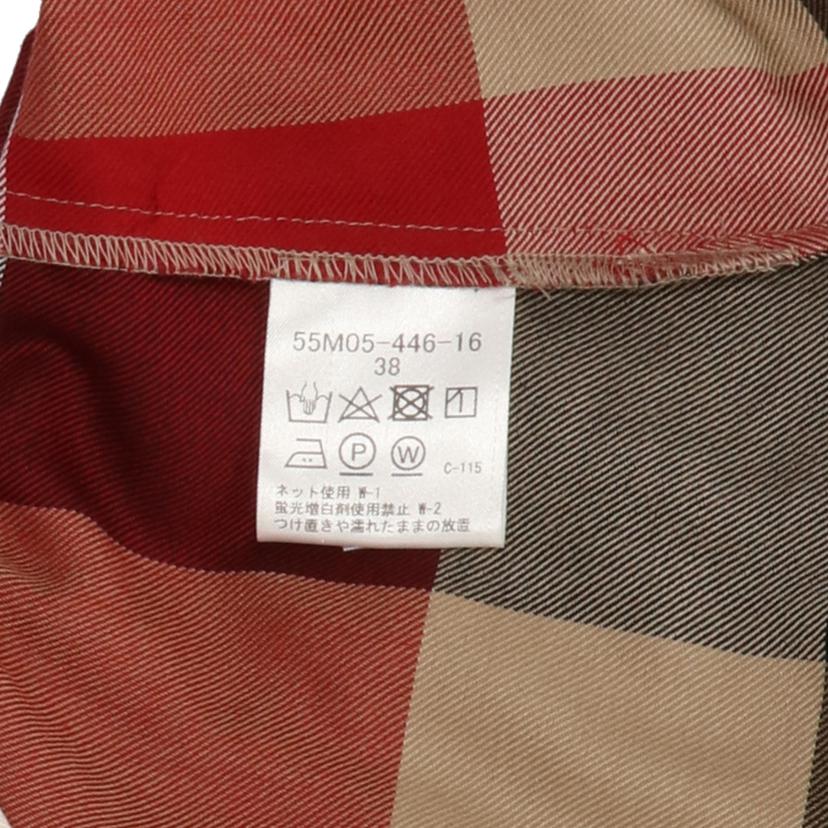 55M05-446-16
38
P W C-115
ネット使用 W-1
蛍光増白剤使用禁止 W-2
つけ置きや濡れたままの放置